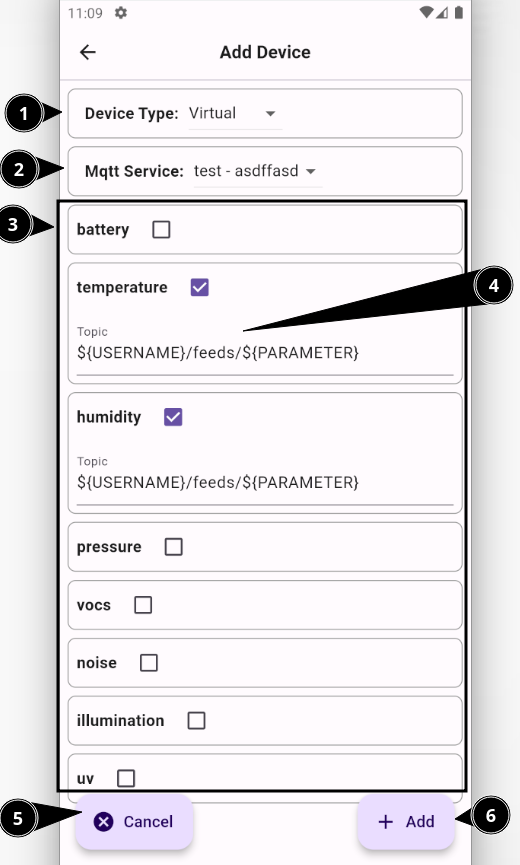 11:09
Add Device
1
Device Type: Virtual
2
Mqtt Service: test - asdffasd
3
battery
temperature
4
Topic
${USERNAME}/feeds/${PARAMETER}
humidity
Topic
${USERNAME}/feeds/${PARAMETER}
pressure
vocs
noise
illumination
uv
5
Cancel
Add
6